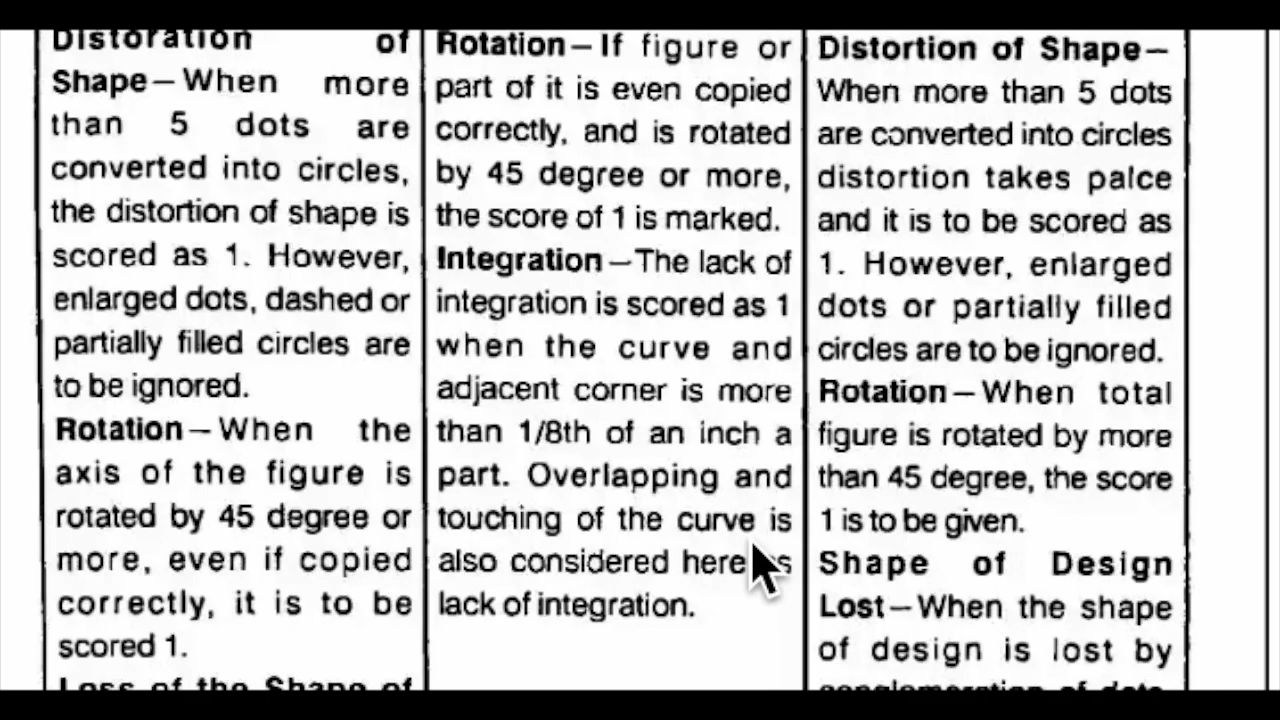 Distoration of
Shape–When more
than 5 dots are
converted into circles,
the distortion of shape is
scored as 1. However,
enlarged dots, dashed or
partially filled circles are
to be ignored.
Rotation–When the
axis of the figure is
rotated by 45 degree or
more, even if copied
correctly, it is to be
scored 1.
Loss of the Shape of
Rotation–If figure or
part of it is even copied
correctly, and is rotated
by 45 degree or more,
the score of 1 is marked.
Integration–The lack of
integration is scored as 1
when the curve and
adjacent corner is more
than 1/8th of an inch a
part. Overlapping and
touching of the curve is
also considered here
lack of integration.
Distortion of Shape–
When more than 5 dots
are converted into circles
distortion takes palce
and it is to be scored as
1. However, enlarged
dots or partially filled
circles are to be ignored.
Rotation–When total
figure is rotated by more
than 45 degree, the score
1 is to be given.
Shape of Design
Lost–When the shape
of design is lost by
conglomeration of dots,